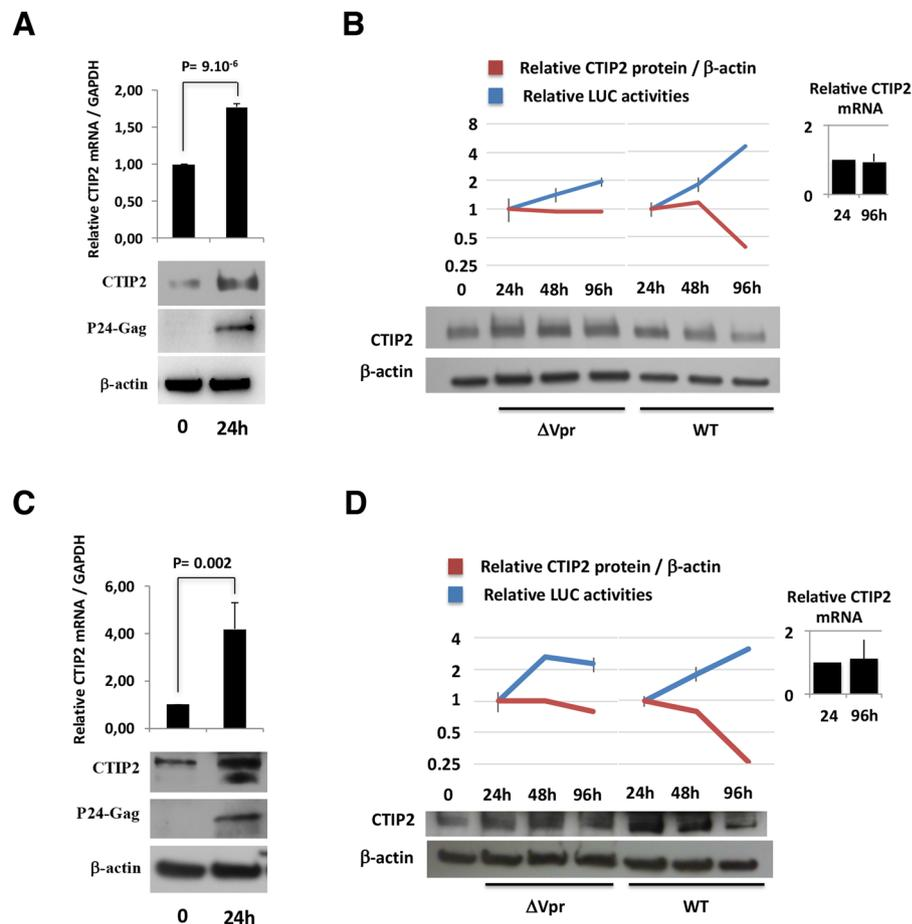 A
P= 9.10-6
Relative CTIP2 mRNA / GAPDH
2,00
1,50
1,00
0,50
0,00
CTIP2
P24-Gag
β-actin
0 24h
B
Relative CTIP2 protein / β-actin
Relative LUC activities
8
4
2
1
0.5
0.25
0 24h 48h 96h 24h 48h 96h
CTIP2
β-actin
ΔVpr WT
Relative CTIP2
mRNA
2
0
24 96h
C
P= 0.002
Relative CTIP2 mRNA / GAPDH
6,00
4,00
2,00
0,00
CTIP2
P24-Gag
β-actin
0 24h
D
Relative CTIP2 protein / β-actin
Relative LUC activities
4
2
1
0.5
0.25
0 24h 48h 96h 24h 48h 96h
CTIP2
β-actin
ΔVpr WT
Relative CTIP2
mRNA
2
0
24 96h